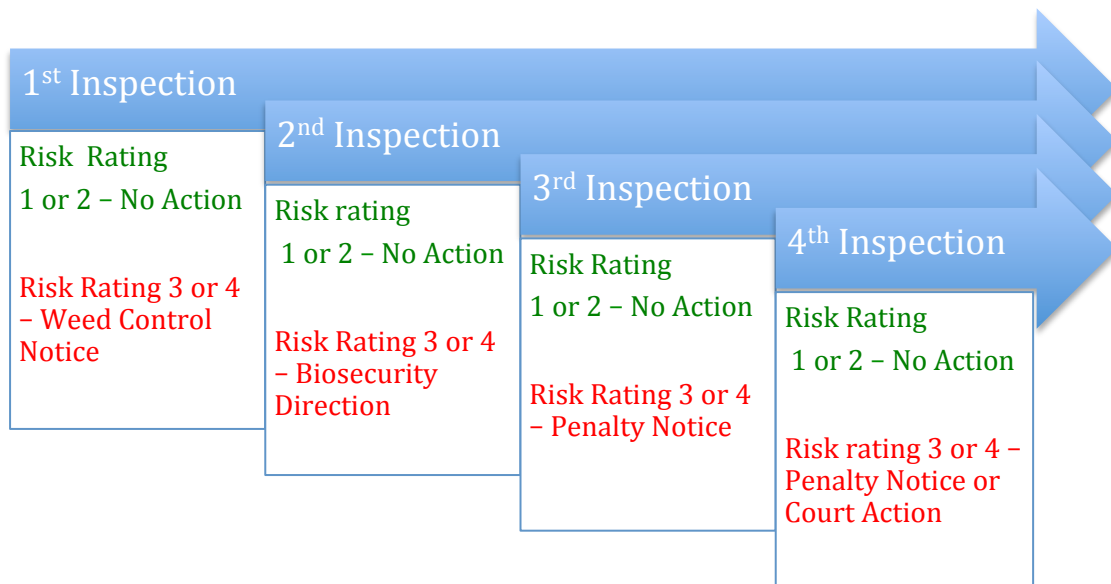 1st Inspection
Risk Rating
1 or 2 – No Action
Risk Rating 3 or 4
– Weed Control
Notice
2nd Inspection
Risk rating
1 or 2 – No Action
Risk Rating 3 or 4
– Biosecurity
Direction
3rd Inspection
Risk Rating
1 or 2 – No Action
Risk Rating 3 or 4
– Penalty Notice
4th Inspection
Risk Rating
1 or 2 – No Action
Risk rating 3 or 4 –
Penalty Notice or
Court Action